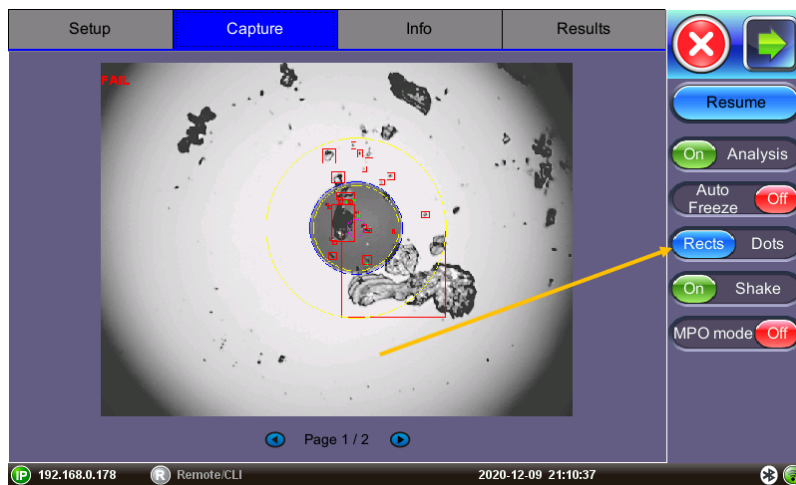 Setup
Capture
Info
Results
FAIL
Resume
On Analysis
Auto
Freeze Off
Rects Dots
On Shake
MPO mode Off
Page 1 / 2
IP 192.168.0.178
R Remote/CLI
2020-12-09 21:10:37